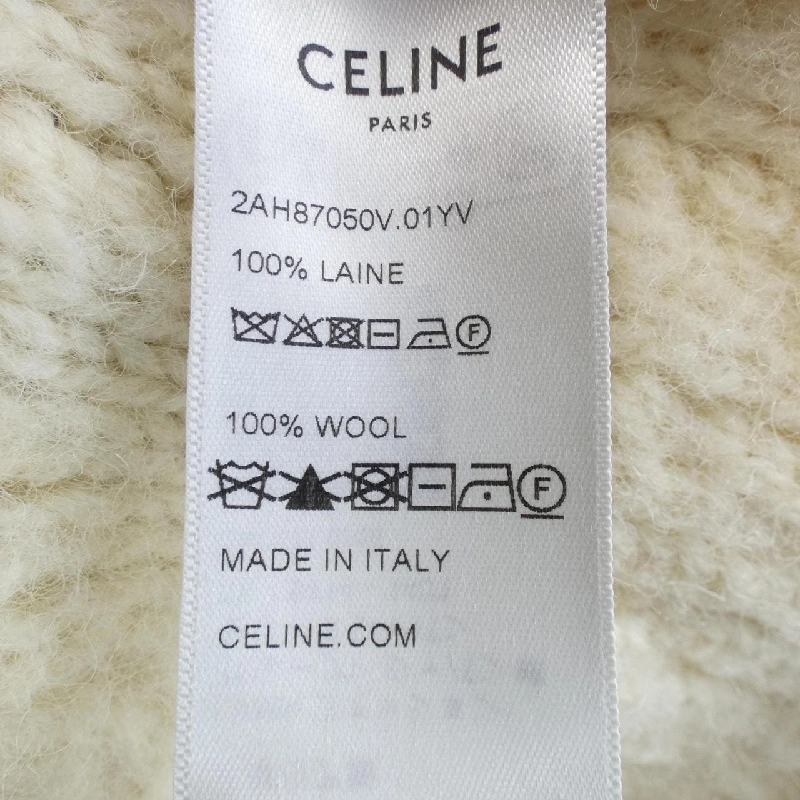 CELINE
PARIS
2AH87050V.01YV
100% LAINE
F
100% WOOL
F
MADE IN ITALY
CELINE.COM